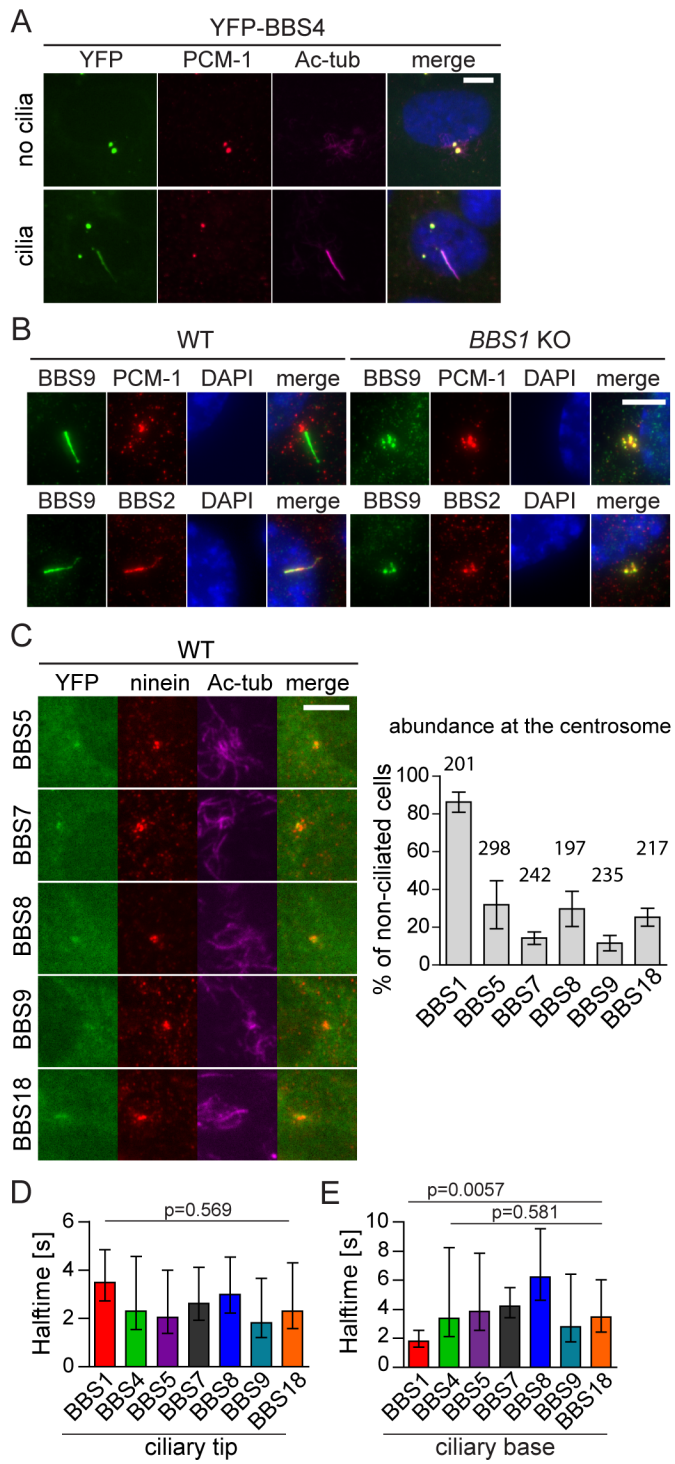 A
YFP-BBS4
YFP PCM-1 Ac-tub merge
no cilia
cilia
B
WT BBS1 KO
BBS9 PCM-1 DAPI merge BBS9 PCM-1 DAPI merge
BBS9 BBS2 DAPI merge BBS9 BBS2 DAPI merge
C
WT
YFP ninein Ac-tub merge
BBS5
BBS7
BBS8
BBS9
BBS18
abundance at the centrosome
% of non-ciliated cells
100
80
60
40
20
0
201
298
242
197
235
217
BBS1 BBS5 BBS7 BBS8 BBS9 BBS18
D
p=0.569
Halftime [s]
6
4
2
0
BBS1 BBS4 BBS5 BBS7 BBS8 BBS9 BBS18
ciliary tip
E
p=0.0057
p=0.581
Halftime [s]
10
8
6
4
2
0
BBS1 BBS4 BBS5 BBS7 BBS8 BBS9 BBS18
ciliary base